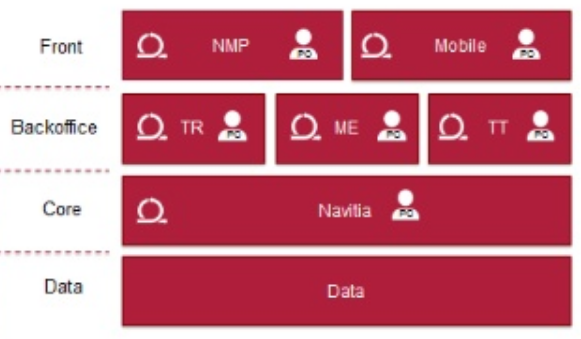 Front NMP PO Mobile PO
Backoffice TR PO ME PO TT PO
Core Navitia PO
Data Data